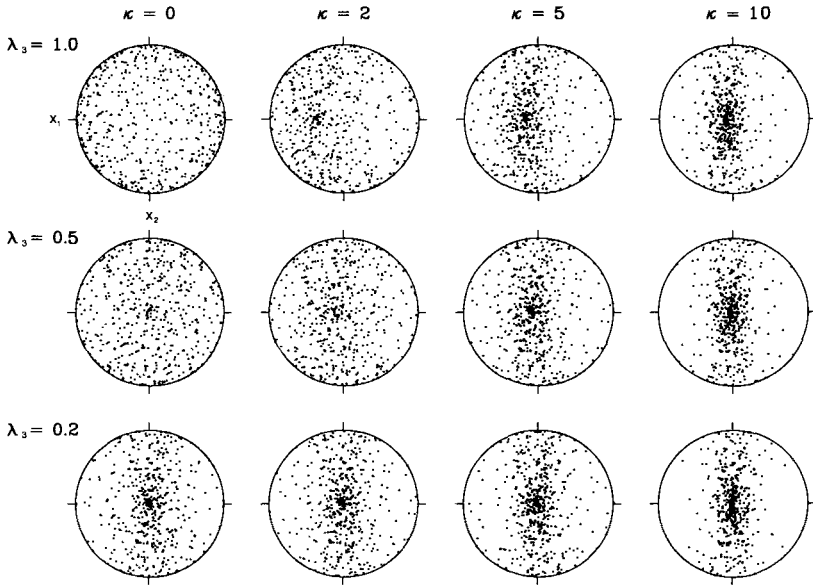 κ = 0 κ = 2 κ = 5 κ = 10
λ₃ = 1.0
x₁
x₂
λ₃ = 0.5
λ₃ = 0.2